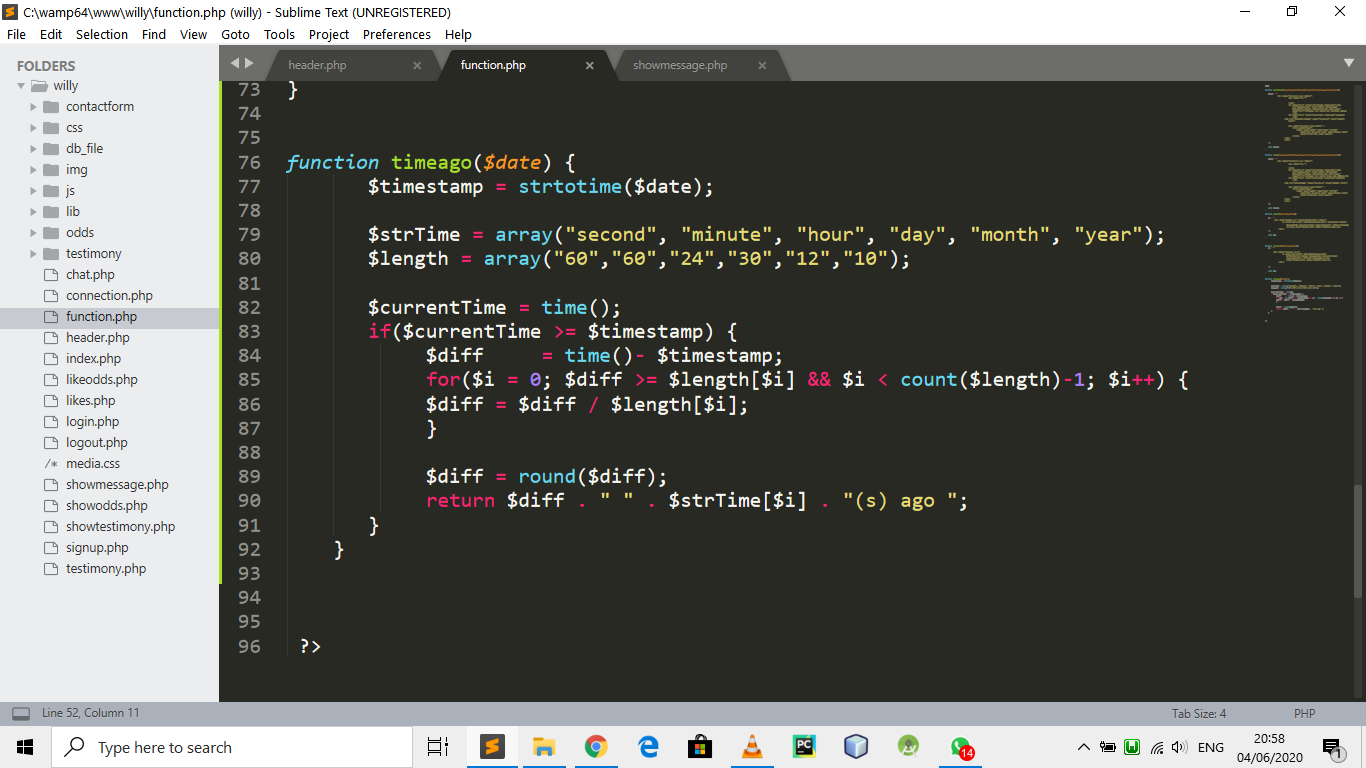 C:\wamp64\www\willy\function.php (willy) - Sublime Text (UNREGISTERED)
File Edit Selection Find View Goto Tools Project Preferences Help
FOLDERS
willy
contactform
css
db_file
img
js
lib
odds
testimony
chat.php
connection.php
function.php
header.php
index.php
likeodds.php
likes.php
login.php
logout.php
/* media.css
showmessage.php
showodds.php
showtestimony.php
signup.php
testimony.php
header.php × function.php × showmessage.php ×
73 }
74
75
76 function timeago($date) {
77 $timestamp = strtotime($date);
78
79 $strTime = array("second", "minute", "hour", "day", "month", "year");
80 $length = array("60","60","24","30","12","10");
81
82 $currentTime = time();
83 if($currentTime >= $timestamp) {
84 $diff     = time()- $timestamp;
85 for($i = 0; $diff >= $length[$i] && $i < count($length)-1; $i++) {
86 $diff = $diff / $length[$i];
87 }
88
89 $diff = round($diff);
90 return $diff . " " . $strTime[$i] . "(s) ago ";
91 }
92 }
93
94
95
96 ?>
Line 52, Column 11
Tab Size: 4 PHP
Type here to search
PC
14
ENG
20:58
04/06/2020
1